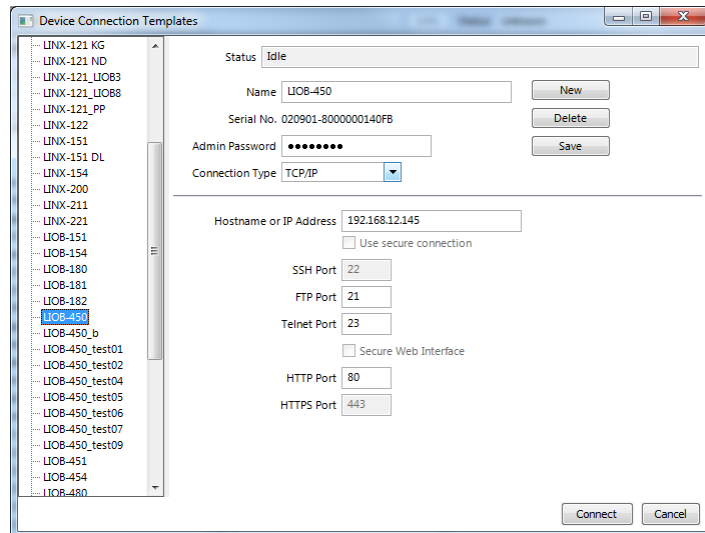 Device Connection Templates
LINX-121 KG
LINX-121 ND
LINX-121_LIOB3
LINX-121_LIOB8
LINX-121_PP
LINX-122
LINX-151
LINX-151 DL
LINX-154
LINX-200
LINX-211
LINX-221
LIOB-151
LIOB-154
LIOB-180
LIOB-181
LIOB-182
LIOB-450
LIOB-450_b
LIOB-450_test01
LIOB-450_test02
LIOB-450_test04
LIOB-450_test05
LIOB-450_test06
LIOB-450_test07
LIOB-450_test09
LIOB-451
LIOB-454
LIOB-480
Status Idle
Name LIOB-450 New
Serial No. 020901-8000000140FB Delete
Admin Password ●●●●●●●● Save
Connection Type TCP/IP
Hostname or IP Address 192.168.12.145
Use secure connection
SSH Port 22
FTP Port 21
Telnet Port 23
Secure Web Interface
HTTP Port 80
HTTPS Port 443
Connect Cancel